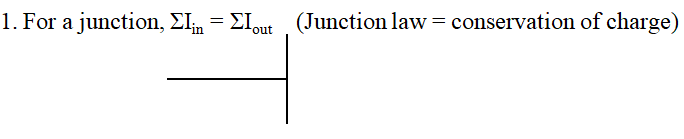 1. For a junction, ΣIin = ΣIout (Junction law = conservation of charge)